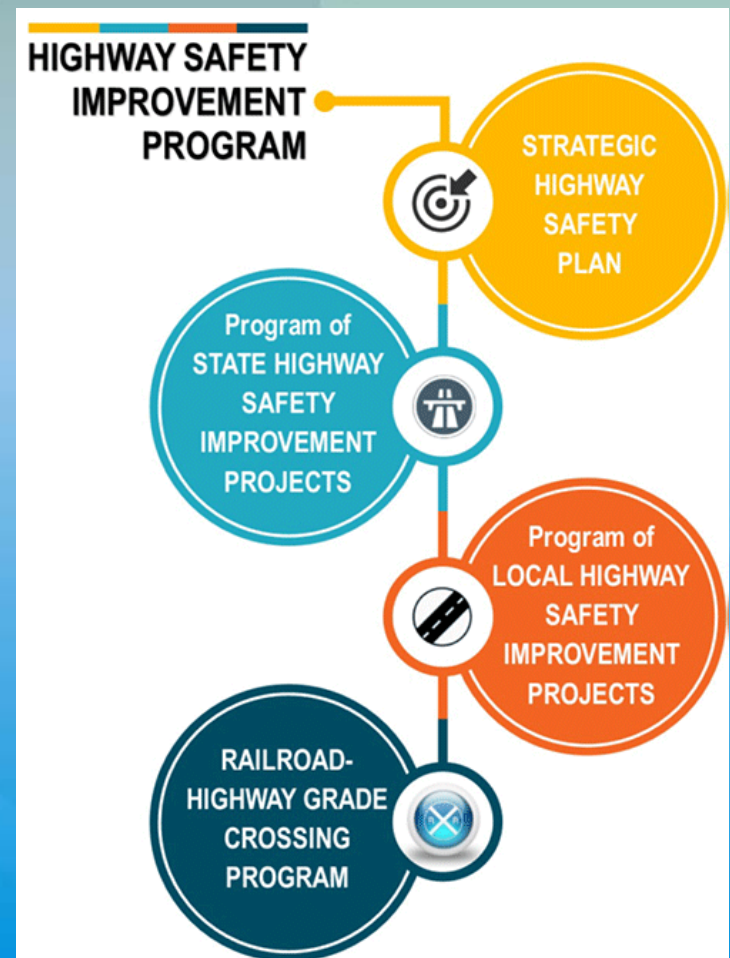 HIGHWAY SAFETY
IMPROVEMENT
PROGRAM
STRATEGIC
HIGHWAY
SAFETY
PLAN
Program of
STATE HIGHWAY
SAFETY
IMPROVEMENT
PROJECTS
Program of
LOCAL HIGHWAY
SAFETY
IMPROVEMENT
PROJECTS
RAILROAD-
HIGHWAY GRADE
CROSSING
PROGRAM
R R